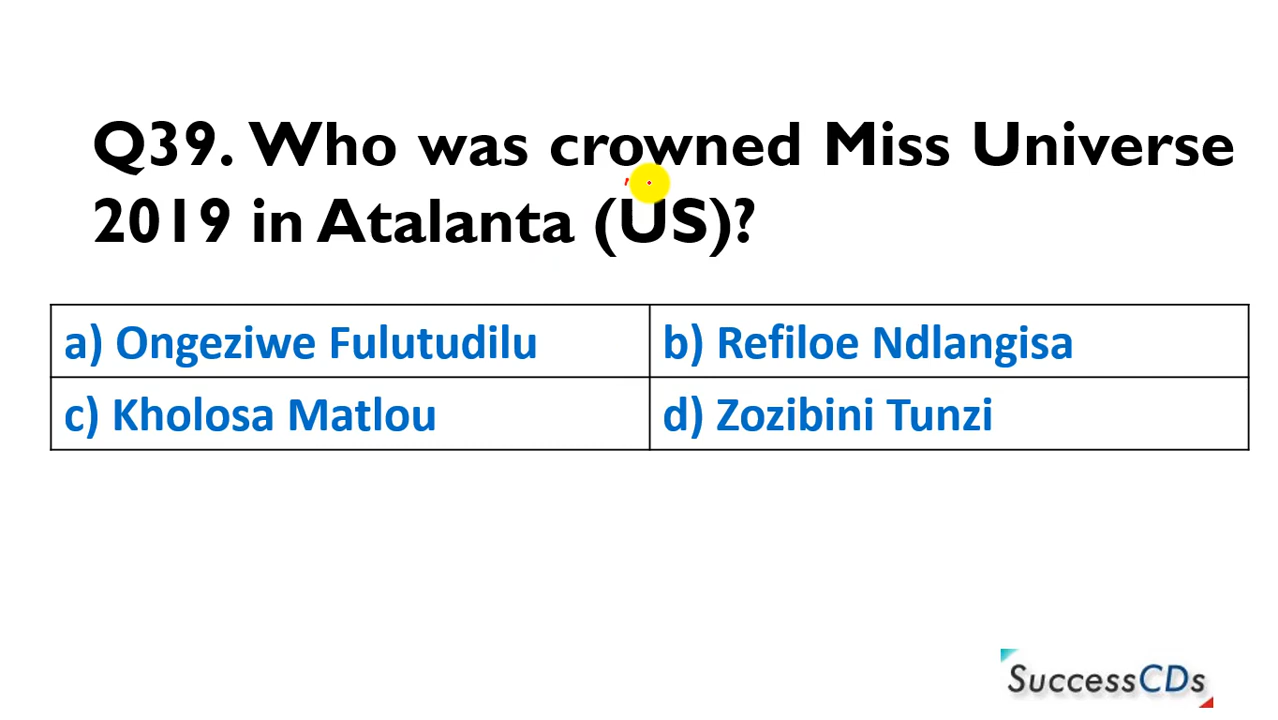 Q39. Who was crowned Miss Universe
2019 in Atalanta (US)?
a) Ongeziwe Fulutudilu
b) Refiloe Ndlangisa
c) Kholosa Matlou
d) Zozibini Tunzi
SuccessCDs